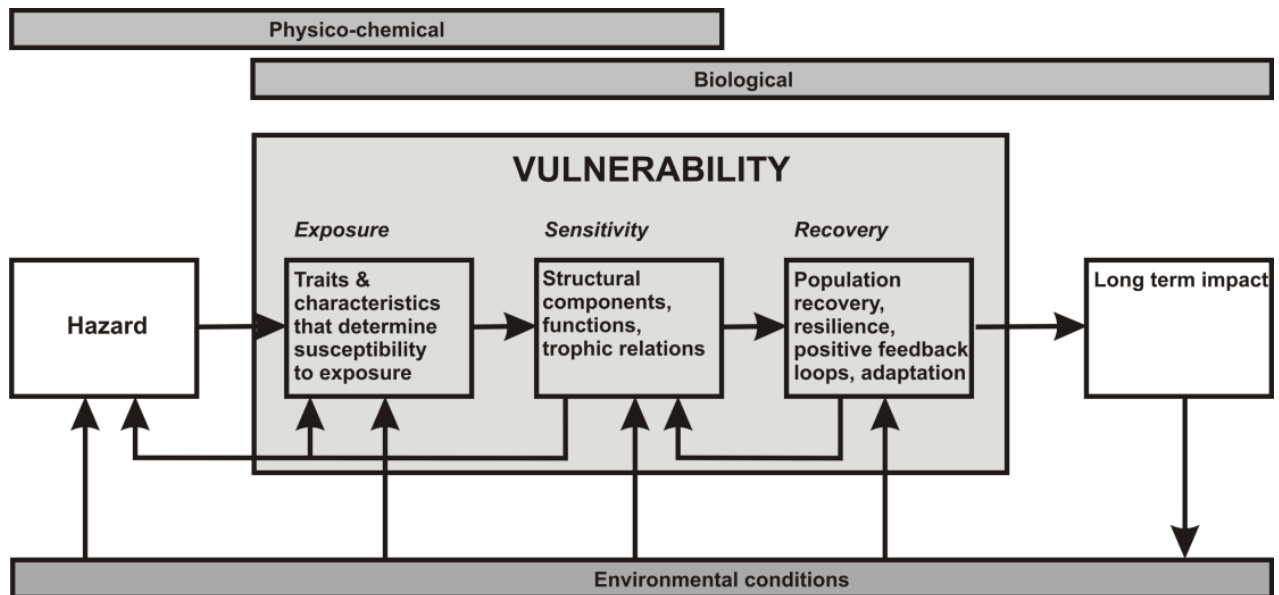 Physico-chemical
Biological
VULNERABILITY
Exposure
Sensitivity
Recovery
Hazard
Traits &
characteristics
that determine
susceptibility
to exposure
Structural
components,
functions,
trophic relations
Population
recovery,
resilience,
positive feedback
loops, adaptation
Long term impact
Environmental conditions